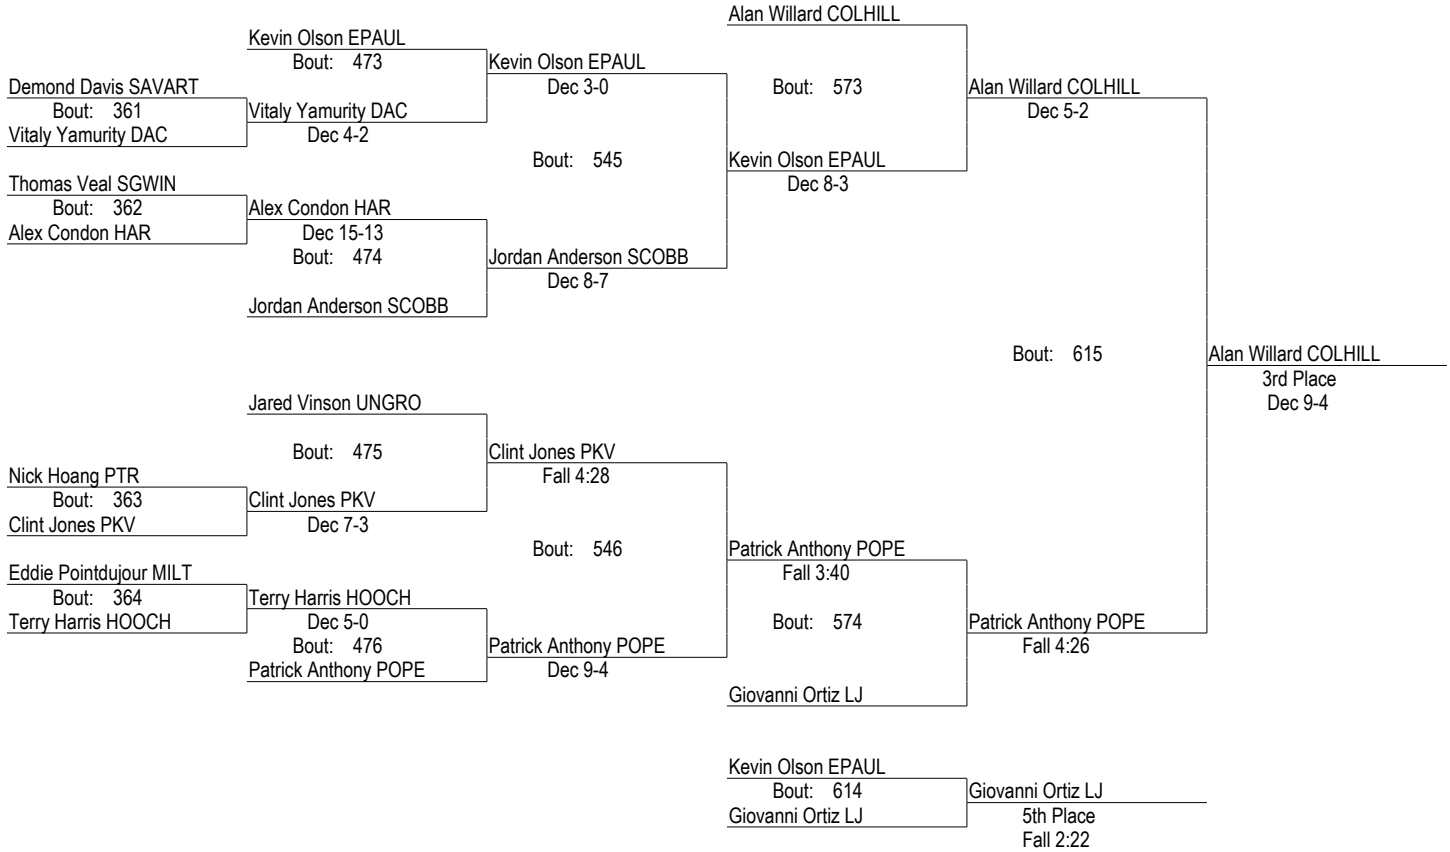 Alan Willard COLHILL
Kevin Olson EPAUL
Bout: 473
Kevin Olson EPAUL
Dec 3-0
Demond Davis SAVART
Bout: 361
Vitaly Yamurity DAC
Vitaly Yamurity DAC
Dec 4-2
Bout: 573
Alan Willard COLHILL
Dec 5-2
Bout: 545
Kevin Olson EPAUL
Dec 8-3
Thomas Veal SGWIN
Bout: 362
Alex Condon HAR
Alex Condon HAR
Dec 15-13
Bout: 474
Jordan Anderson SCOBB
Dec 8-7
Jordan Anderson SCOBB
Bout: 615
Alan Willard COLHILL
3rd Place
Dec 9-4
Jared Vinson UNGRO
Bout: 475
Clint Jones PKV
Fall 4:28
Nick Hoang PTR
Bout: 363
Clint Jones PKV
Clint Jones PKV
Dec 7-3
Bout: 546
Patrick Anthony POPE
Fall 3:40
Eddie Pointdujour MILT
Bout: 364
Terry Harris HOOCH
Terry Harris HOOCH
Dec 5-0
Bout: 476
Patrick Anthony POPE
Patrick Anthony POPE
Dec 9-4
Bout: 574
Patrick Anthony POPE
Fall 4:26
Giovanni Ortiz LJ
Kevin Olson EPAUL
Bout: 614
Giovanni Ortiz LJ
Giovanni Ortiz LJ
5th Place
Fall 2:22